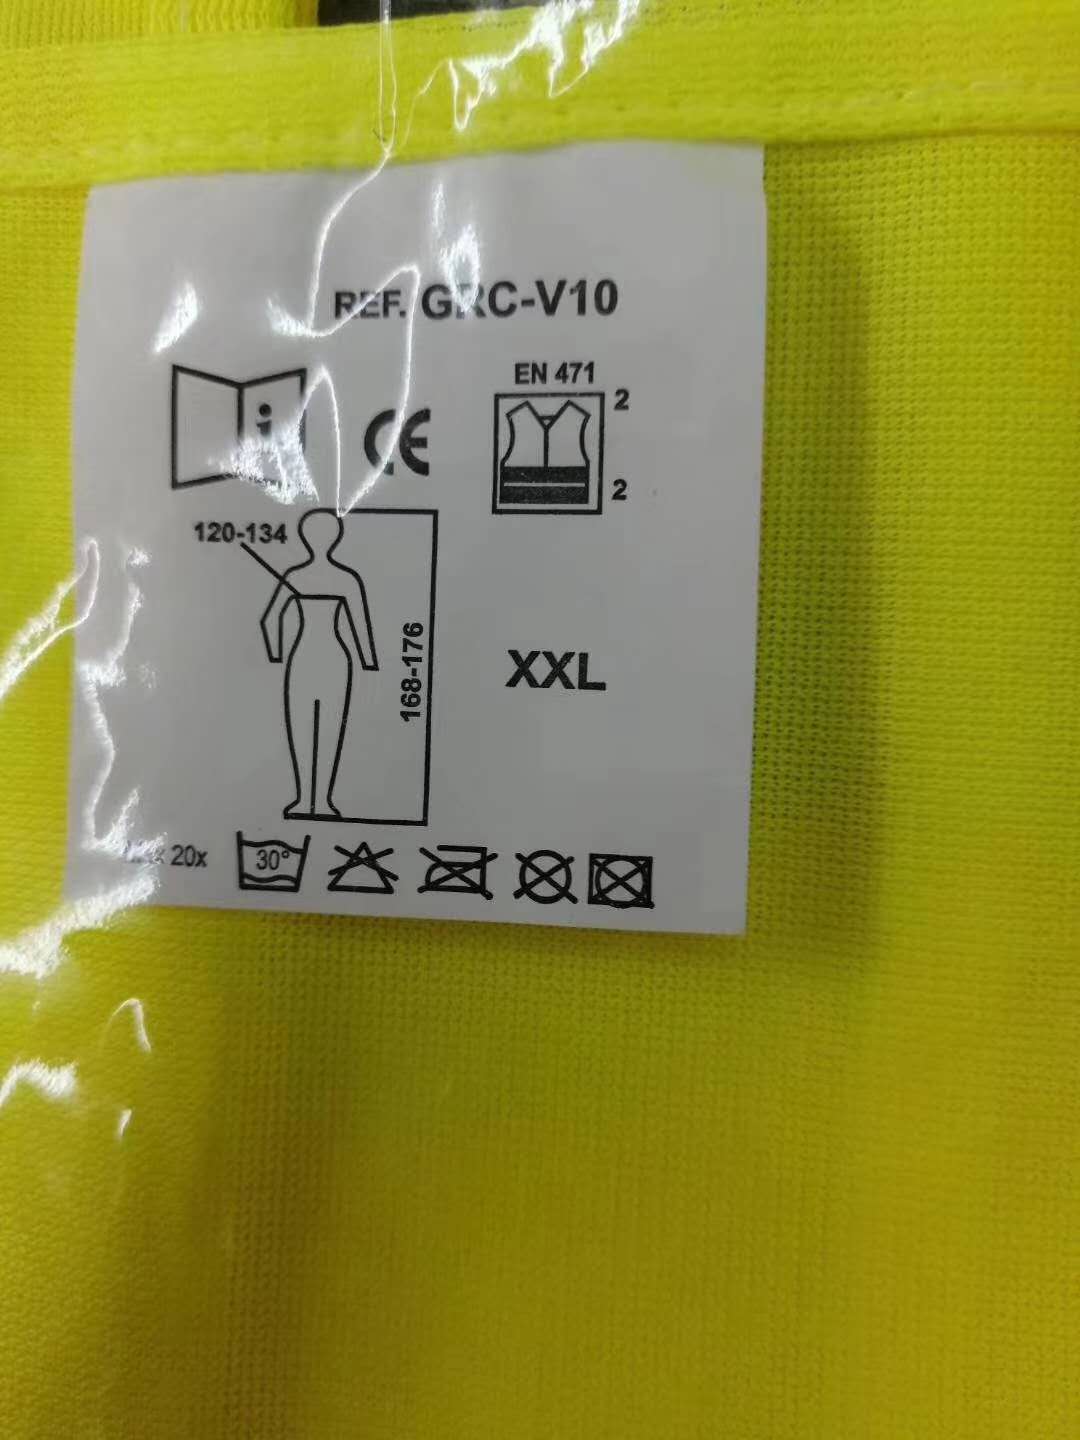 REF. GRC-V10
EN 471
2
CE
2
120-134
168-176
XXL
20x
30°